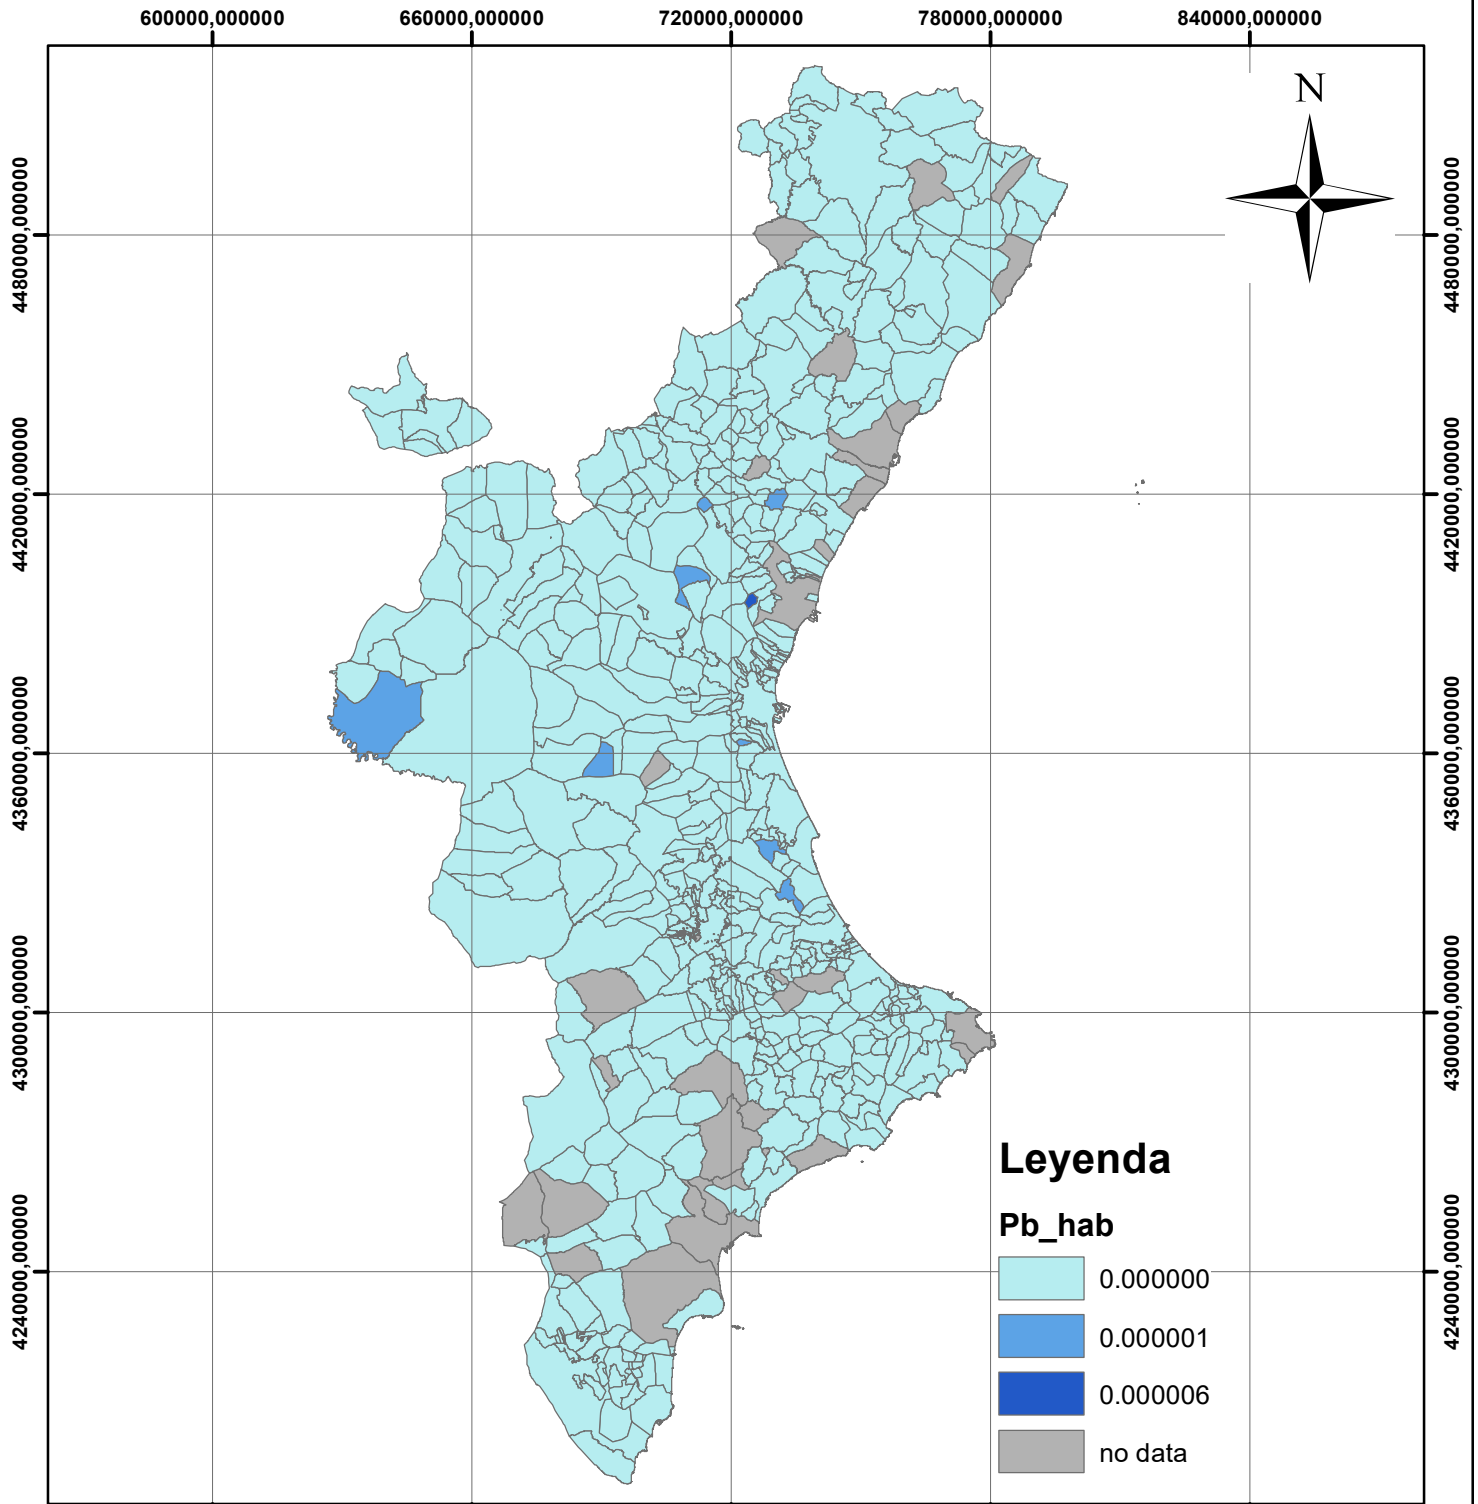 600000,000000 660000,000000 720000,000000 780000,000000 840000,000000
N
4480000,000000 4480000,000000
4420000,000000 4420000,000000
4360000,000000 4360000,000000
4300000,000000 4300000,000000
4240000,000000 4240000,000000
Leyenda
Pb_hab
0.000000
0.000001
0.000006
no data